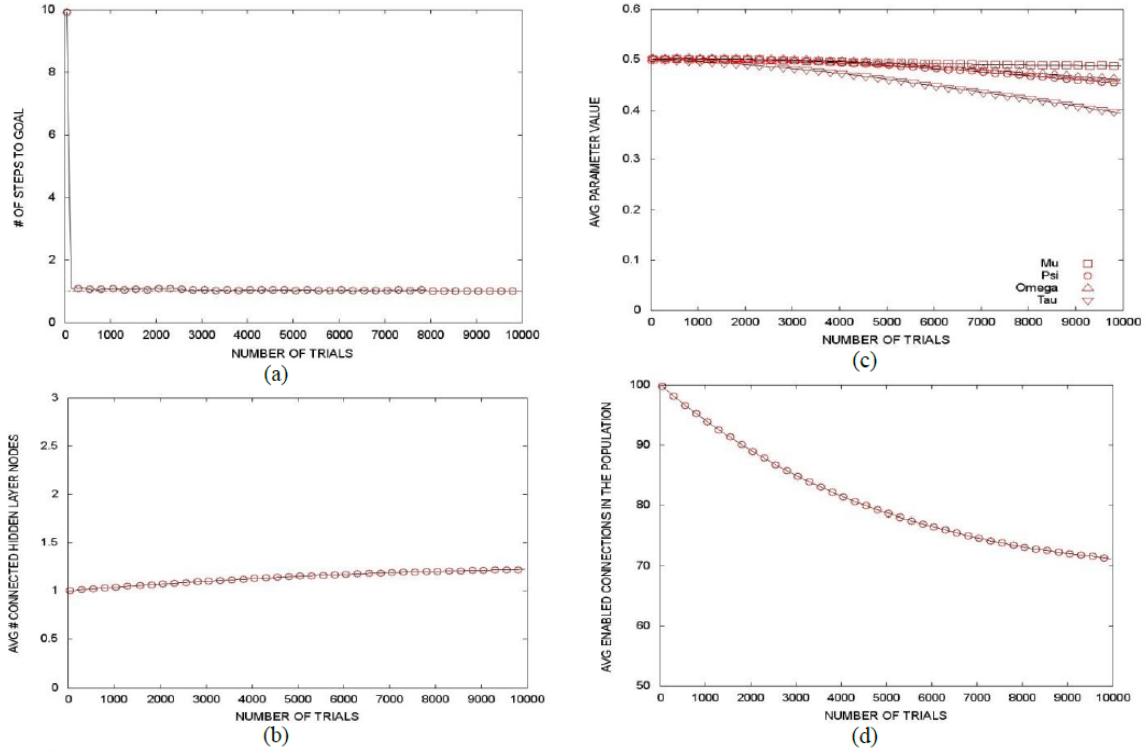 10
8
6
4
2
0
# OF STEPS TO GOAL
0 1000 2000 3000 4000 5000 6000 7000 8000 9000 10000
NUMBER OF TRIALS
(a)
3
2.5
2
1.5
1
0.5
0
AVG # CONNECTED HIDDEN LAYER NODES
0 1000 2000 3000 4000 5000 6000 7000 8000 9000 10000
NUMBER OF TRIALS
(b)
0.6
0.5
0.4
0.3
0.2
0.1
0
AVG PARAMETER VALUE
Mu
Psi
Omega
Tau
0 1000 2000 3000 4000 5000 6000 7000 8000 9000 10000
NUMBER OF TRIALS
(c)
100
90
80
70
60
50
AVG ENABLED CONNECTIONS IN THE POPULATION
0 1000 2000 3000 4000 5000 6000 7000 8000 9000 10000
NUMBER OF TRIALS
(d)